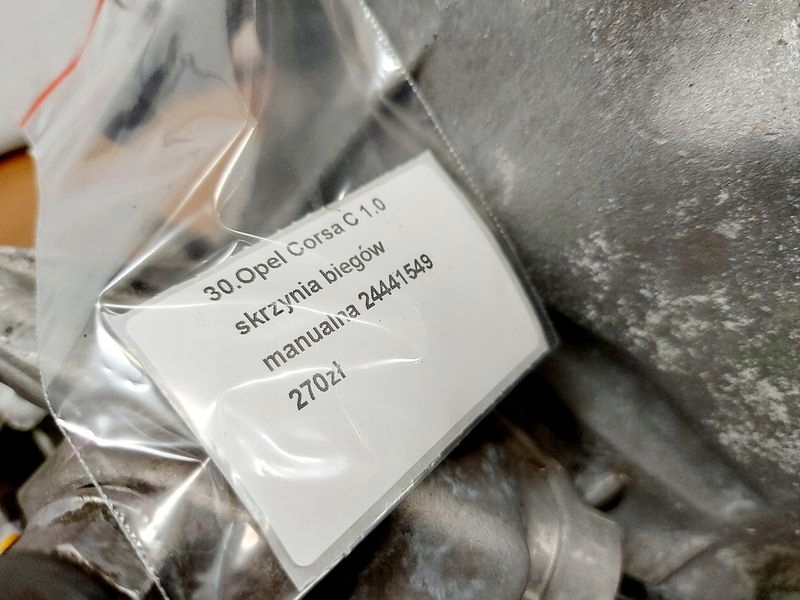 30.Opel Corsa C 1.0
skrzynia biegów
manualna 24441549
270zł